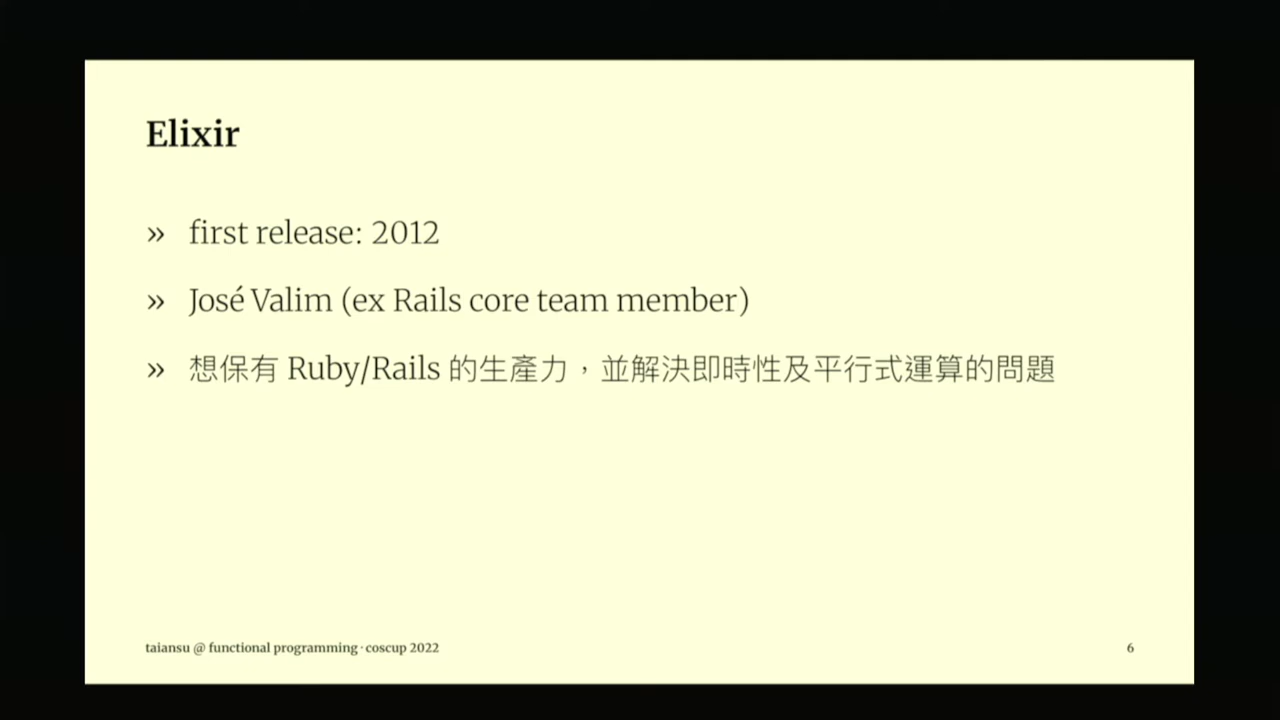 Elixir
» first release: 2012
» José Valim (ex Rails core team member)
» 想保有 Ruby/Rails 的生產力，並解決即時性及平行式運算的問題
taiansu @ functional programming · coscup 2022
6